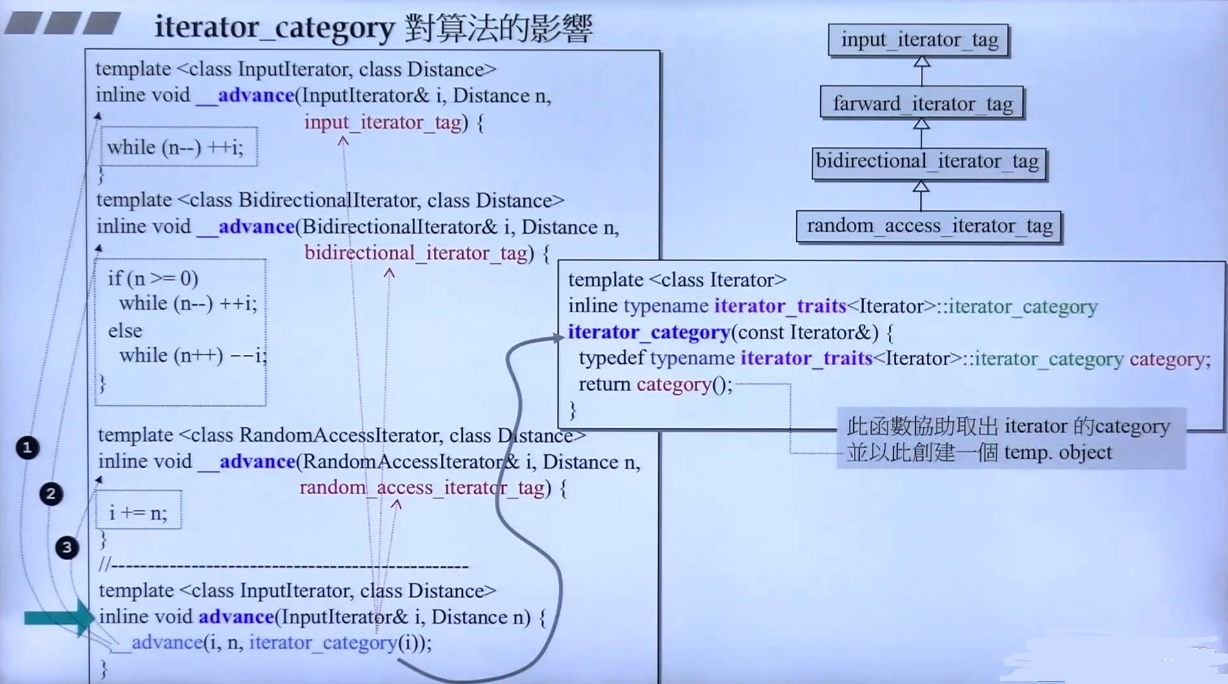 iterator_category 對算法的影響
template <class InputIterator, class Distance>
inline void __advance(InputIterator& i, Distance n,
input_iterator_tag) {
while (n--) ++i;
}
template <class BidirectionalIterator, class Distance>
inline void __advance(BidirectionalIterator& i, Distance n,
bidirectional_iterator_tag) {
if (n >= 0)
while (n--) ++i;
else
while (n++) --i;
}
template <class RandomAccessIterator, class Distance>
inline void __advance(RandomAccessIterator& i, Distance n,
random_access_iterator_tag) {
i += n;
}
//-------------------------------------------------
template <class InputIterator, class Distance>
inline void advance(InputIterator& i, Distance n) {
__advance(i, n, iterator_category(i));
}
1
2
3
input_iterator_tag
farward_iterator_tag
bidirectional_iterator_tag
random_access_iterator_tag
template <class Iterator>
inline typename iterator_traits<Iterator>::iterator_category
iterator_category(const Iterator&) {
typedef typename iterator_traits<Iterator>::iterator_category category;
return category();
}
此函數協助取出 iterator 的category
並以此創建一個 temp. object